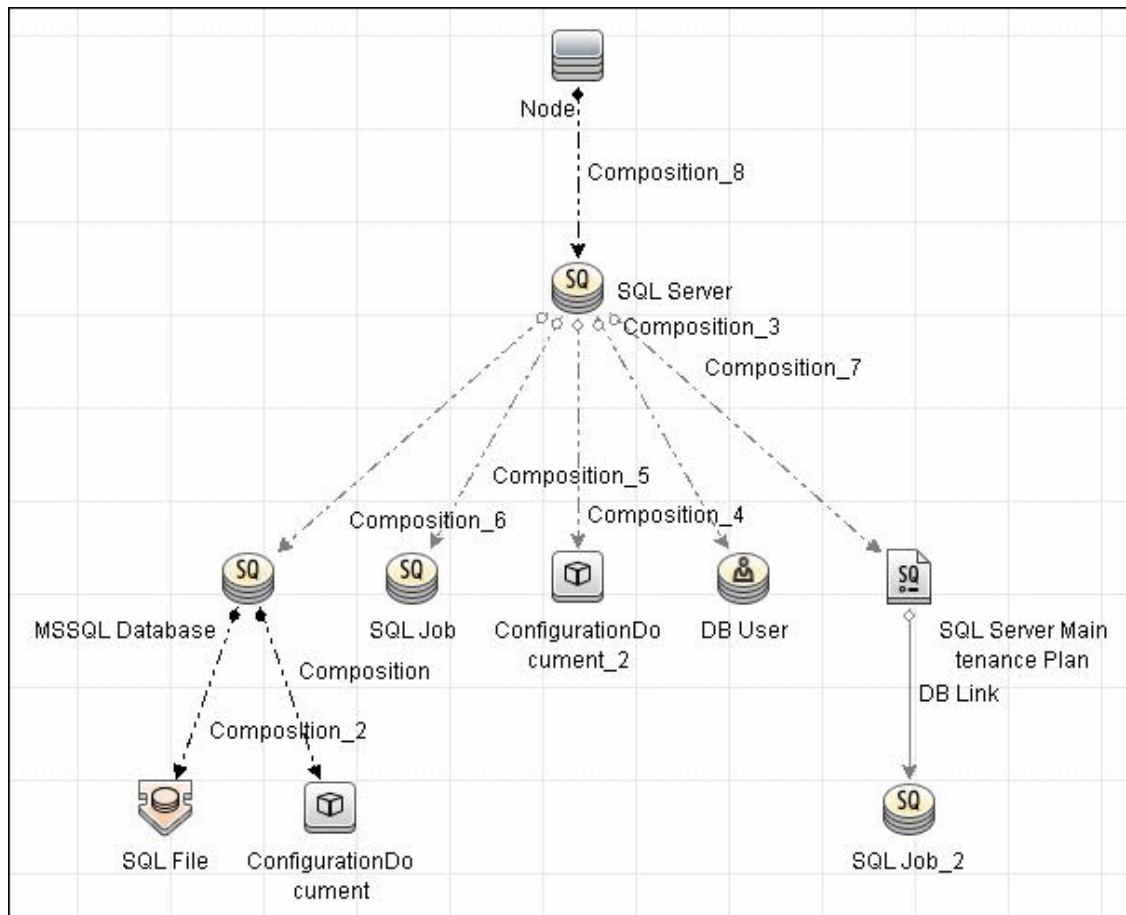 Node
Composition_8
SQ
SQL Server
Composition_3
Composition_7
Composition_5
Composition_6
Composition_4
SQ
SQ
SQ
MSSQL Database
SQL Job
ConfigurationDo
cument_2
DB User
SQL Server Main
tenance Plan
Composition
DB Link
Composition_2
SQ
SQL File
ConfigurationDo
cument
SQL Job_2